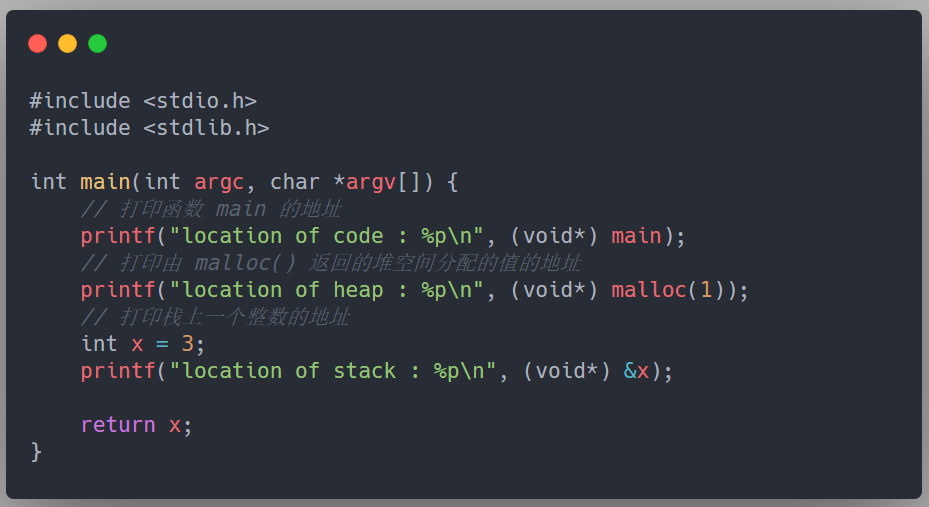 #include <stdio.h>
#include <stdlib.h>
int main(int argc, char *argv[]) {
// 打印函数 main 的地址
printf("location of code : %p\n", (void*) main);
// 打印由 malloc() 返回的堆空间分配的值的地址
printf("location of heap : %p\n", (void*) malloc(1));
// 打印栈上一个整数的地址
int x = 3;
printf("location of stack : %p\n", (void*) &x);
return x;
}